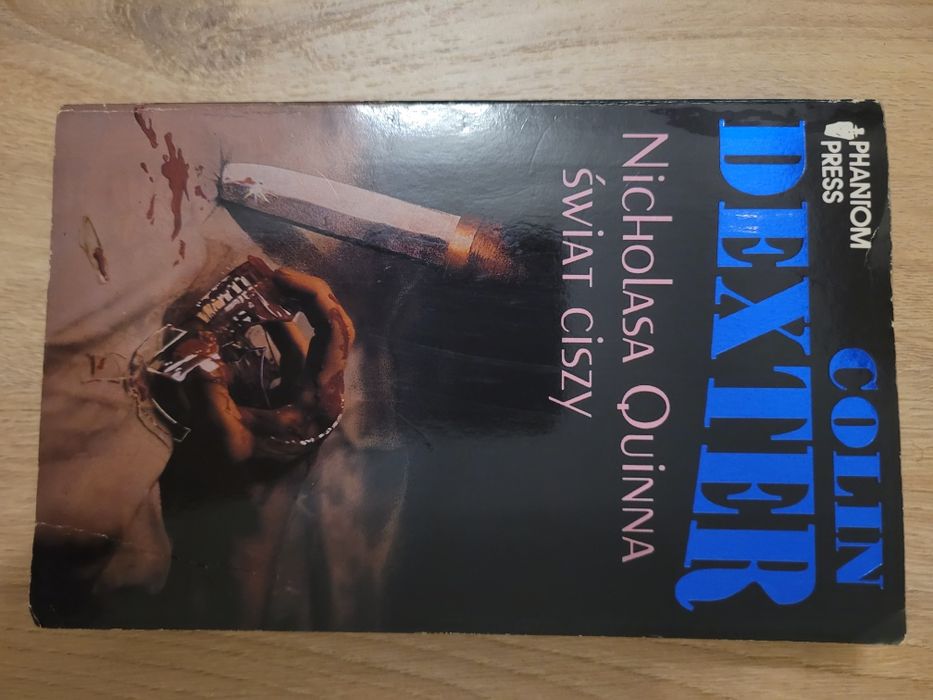 PHANTOM
PRESS
COLIN
DEXTER
Nicholasa Quinna
świat ciszy